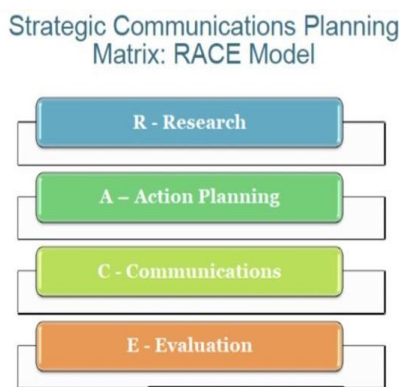 Strategic Communications Planning
Matrix: RACE Model
R - Research
A – Action Planning
C - Communications
E - Evaluation